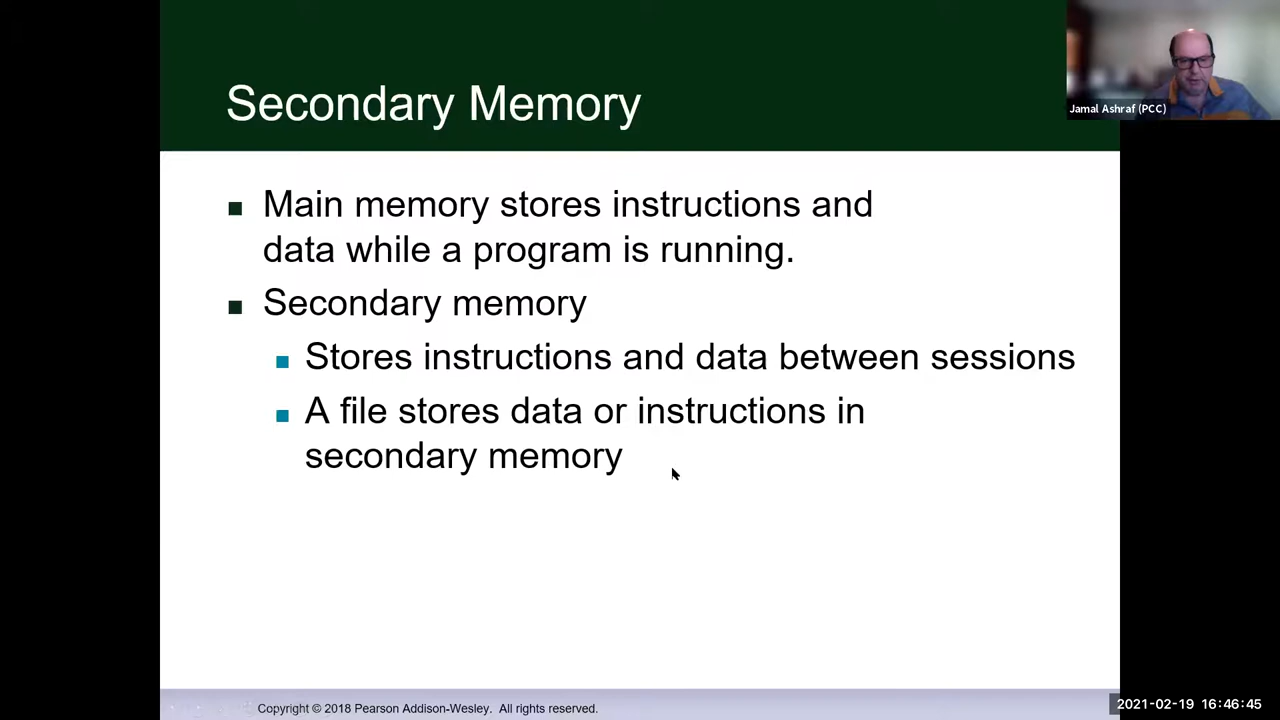 Secondary Memory
Jamal Ashraf (PCC)
Main memory stores instructions and
data while a program is running.
Secondary memory
Stores instructions and data between sessions
A file stores data or instructions in
secondary memory
Copyright © 2018 Pearson Addison-Wesley. All rights reserved.
2021-02-19 16:46:45